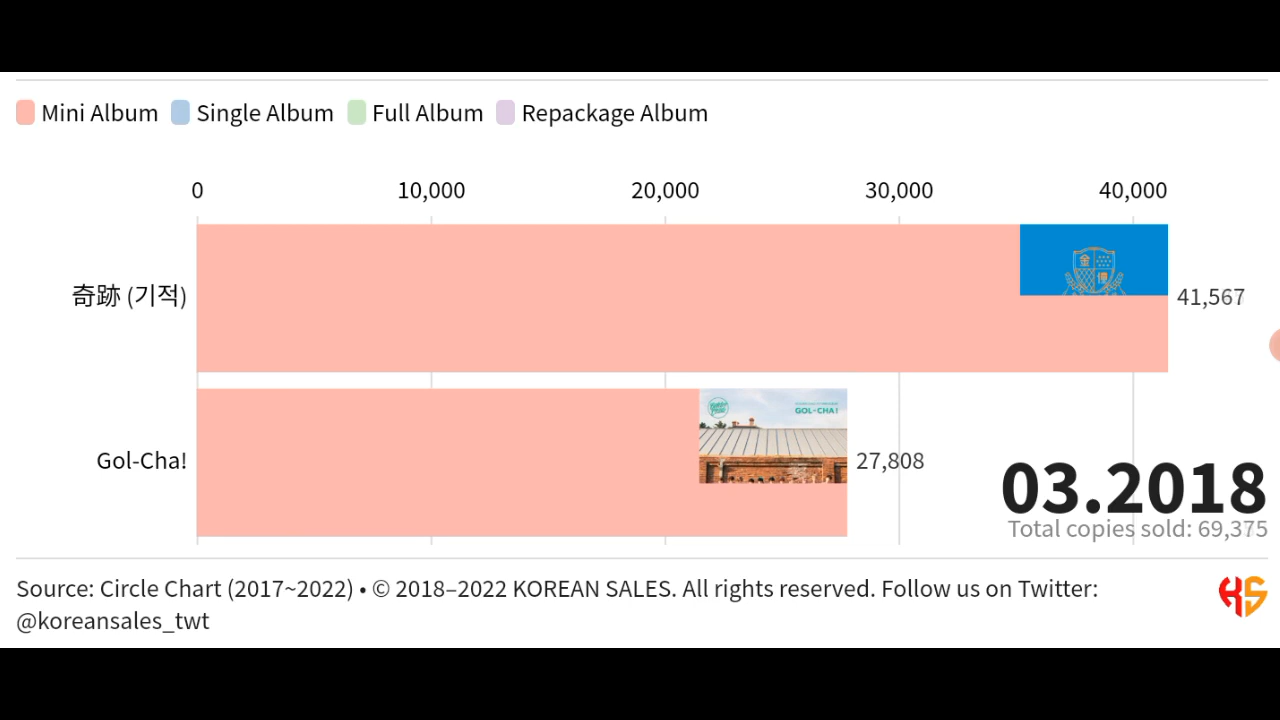 Mini Album Single Album Full Album Repackage Album
0 10,000 20,000 30,000 40,000
奇跡 (기적)
金
41,567
GOL-CHA!
Gol-Cha!
27,808
03.2018
Total copies sold: 69,375
Source: Circle Chart (2017~2022) • © 2018–2022 KOREAN SALES. All rights reserved. Follow us on Twitter:
@koreansales_twt
KS